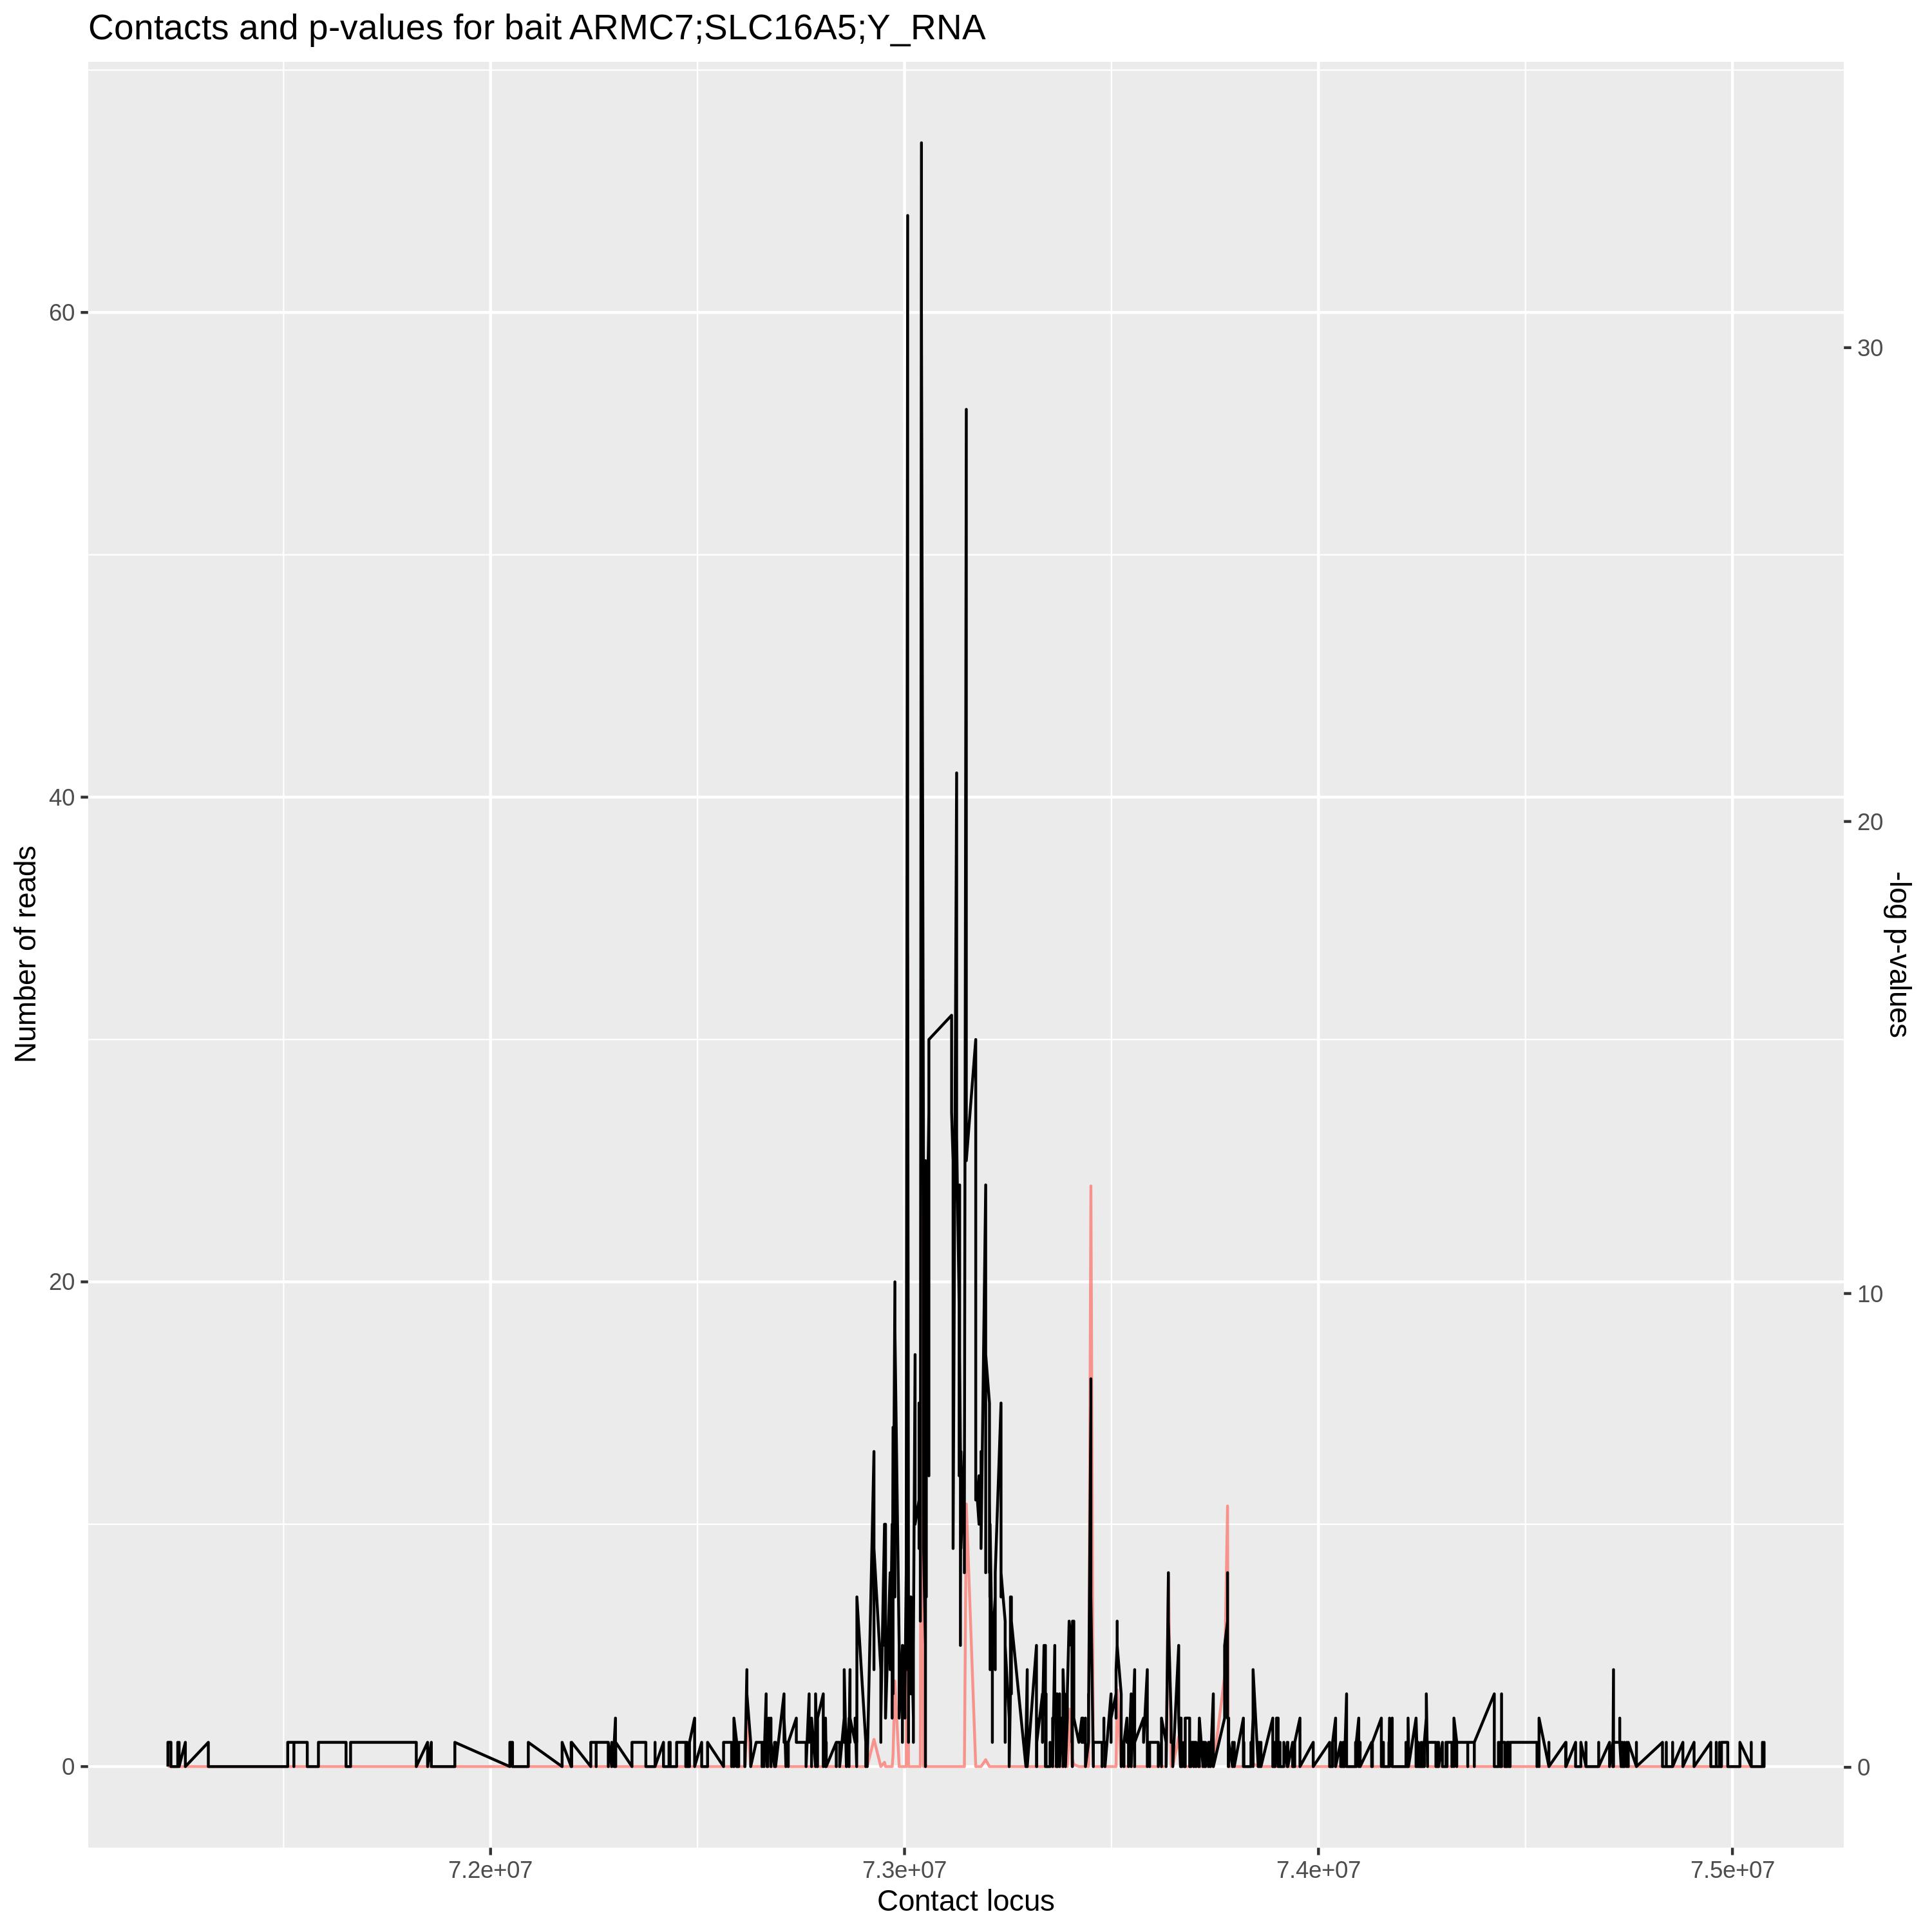 Contacts and p-values for bait ARMC7;SLC16A5;Y_RNA
60
40
20
0
Number of reads
30
20
10
0
-log p-values
7.2e+07
7.3e+07
7.4e+07
7.5e+07
Contact locus